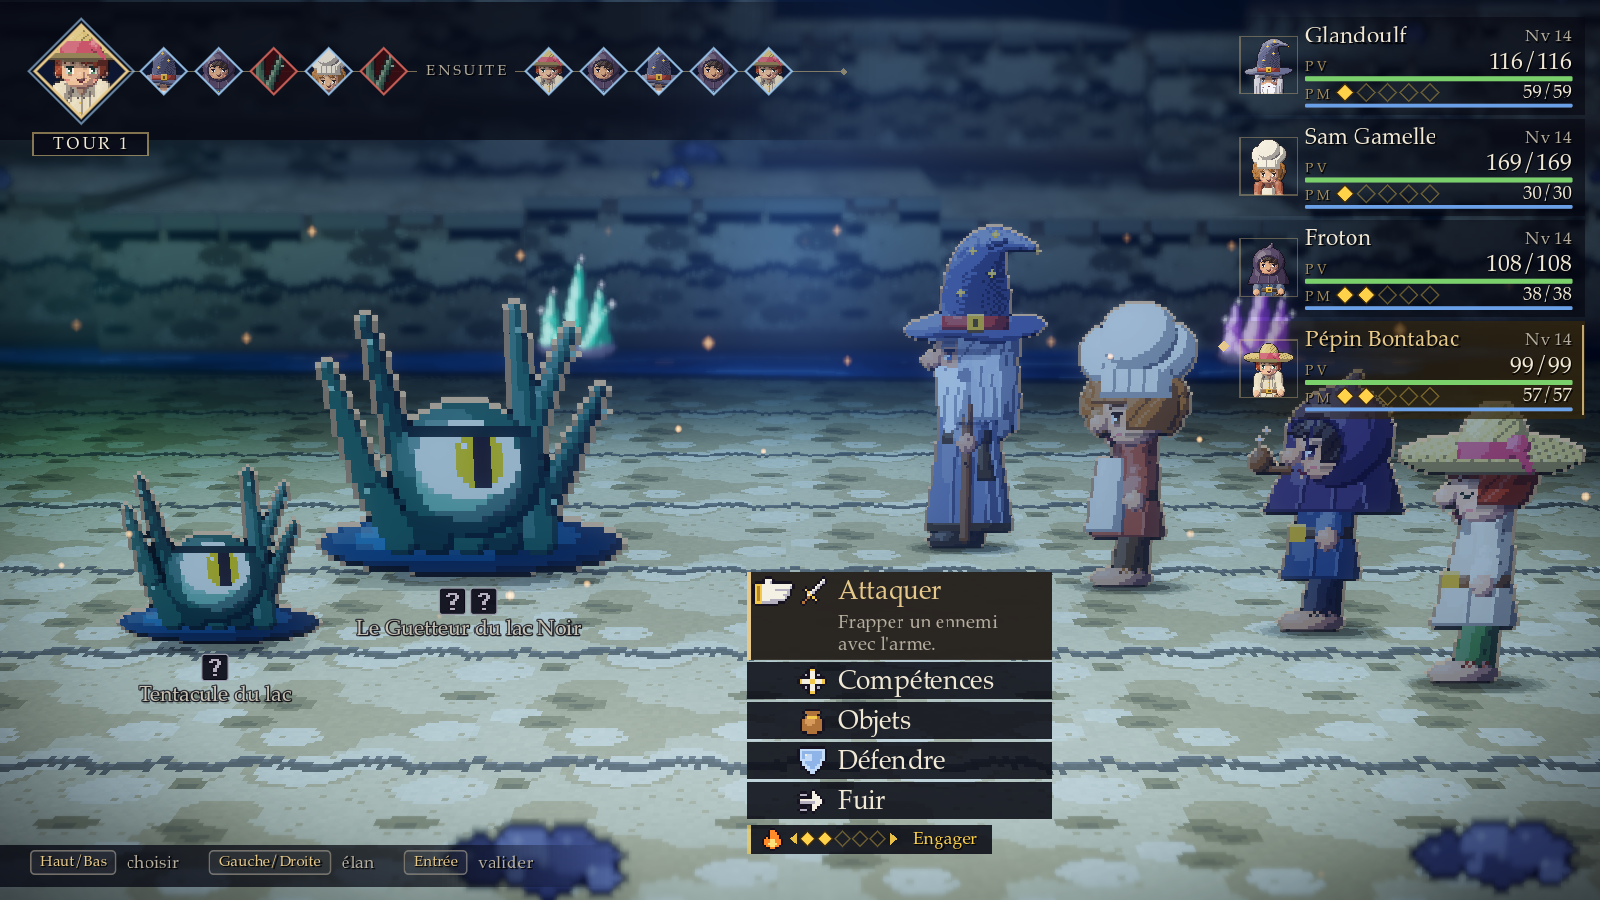 ENSUITE
TOUR 1
Glandoulf Nv 14
PV 116/116
PM 59/59
Sam Gamelle Nv 14
PV 169/169
PM 30/30
Froton Nv 14
PV 108/108
PM 38/38
Pépin Bontabac Nv 14
PV 99/99
PM 57/57
? ?
Le Guetteur du lac Noir
?
Tentacule du lac
Attaquer
Frapper un ennemi
avec l'arme.
Compétences
Objets
Défendre
Fuir
Engager
Haut/Bas choisir Gauche/Droite élan Entrée valider